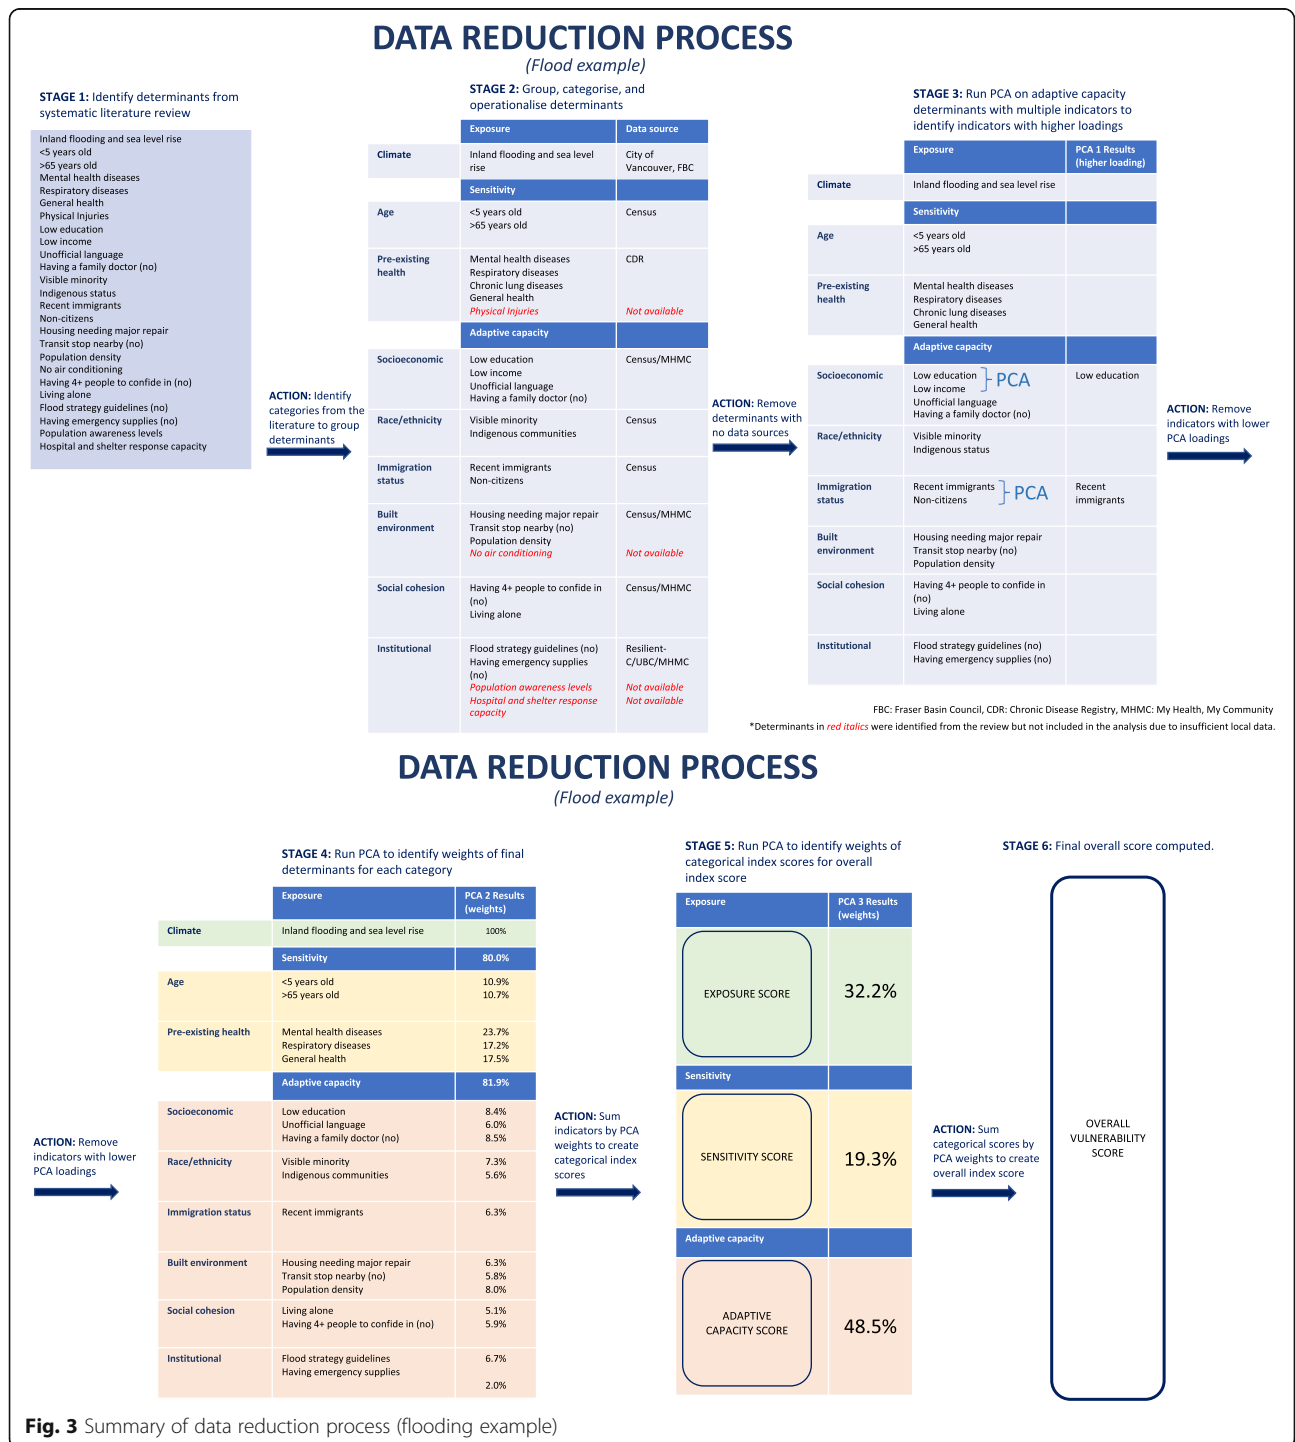 DATA REDUCTION PROCESS
(Flood example)
STAGE 1: Identify determinants from
systematic literature review
Inland flooding and sea level rise
<5 years old
>65 years old
Mental health diseases
Respiratory diseases
General health
Physical Injuries
Low education
Low income
Unofficial language
Having a family doctor (no)
Visible minority
Indigenous status
Recent immigrants
Non-citizens
Housing needing major repair
Transit stop nearby (no)
Population density
No air conditioning
Having 4+ people to confide in (no)
Living alone
Flood strategy guidelines (no)
Having emergency supplies (no)
Population awareness levels
Hospital and shelter response capacity
ACTION: Identify
categories from the
literature to group
determinants
STAGE 2: Group, categorise, and
operationalise determinants
Exposure Data source
Climate Inland flooding and sea level City of
rise Vancouver, FBC
Sensitivity
Age <5 years old Census
>65 years old
Pre-existing Mental health diseases CDR
health Respiratory diseases
Chronic lung diseases
General health
Physical Injuries Not available
Adaptive capacity
Socioeconomic Low education Census/MHMC
Low income
Unofficial language
Having a family doctor (no)
Race/ethnicity Visible minority Census
Indigenous communities
Immigration Recent immigrants Census
status Non-citizens
Built Housing needing major repair Census/MHMC
environment Transit stop nearby (no)
Population density
No air conditioning Not available
Social cohesion Having 4+ people to confide in Census/MHMC
(no)
Living alone
Institutional Flood strategy guidelines (no) Resilient-
Having emergency supplies C/UBC/MHMC
(no)
Population awareness levels Not available
Hospital and shelter response Not available
capacity
ACTION: Remove
determinants with
no data sources
STAGE 3: Run PCA on adaptive capacity
determinants with multiple indicators to
identify indicators with higher loadings
Exposure PCA 1 Results
(higher loading)
Climate Inland flooding and sea level rise
Sensitivity
Age <5 years old
>65 years old
Pre-existing Mental health diseases
health Respiratory diseases
Chronic lung diseases
General health
Adaptive capacity
Socioeconomic Low education PCA Low education
Low income
Unofficial language
Having a family doctor (no)
Race/ethnicity Visible minority
Indigenous status
Immigration Recent immigrants PCA Recent
status Non-citizens immigrants
Built Housing needing major repair
environment Transit stop nearby (no)
Population density
Social cohesion Having 4+ people to confide in
(no)
Living alone
Institutional Flood strategy guidelines (no)
Having emergency supplies (no)
ACTION: Remove
indicators with lower
PCA loadings
FBC: Fraser Basin Council, CDR: Chronic Disease Registry, MHMC: My Health, My Community
*Determinants in red italics were identified from the review but not included in the analysis due to insufficient local data.
DATA REDUCTION PROCESS
(Flood example)
ACTION: Remove
indicators with lower
PCA loadings
STAGE 4: Run PCA to identify weights of final
determinants for each category
Exposure PCA 2 Results
(weights)
Climate Inland flooding and sea level rise 100%
Sensitivity 80.0%
Age <5 years old 10.9%
>65 years old 10.7%
Pre-existing health Mental health diseases 23.7%
Respiratory diseases 17.2%
General health 17.5%
Adaptive capacity 81.9%
Socioeconomic Low education 8.4%
Unofficial language 6.0%
Having a family doctor (no) 8.5%
Race/ethnicity Visible minority 7.3%
Indigenous communities 5.6%
Immigration status Recent immigrants 6.3%
Built environment Housing needing major repair 6.3%
Transit stop nearby (no) 5.8%
Population density 8.0%
Social cohesion Living alone 5.1%
Having 4+ people to confide in (no) 5.9%
Institutional Flood strategy guidelines 6.7%
Having emergency supplies
2.0%
ACTION: Sum
indicators by PCA
weights to create
categorical index
scores
STAGE 5: Run PCA to identify weights of
categorical index scores for overall
index score
Exposure PCA 3 Results
(weights)
EXPOSURE SCORE 32.2%
Sensitivity
SENSITIVITY SCORE 19.3%
Adaptive capacity
ADAPTIVE
CAPACITY SCORE 48.5%
ACTION: Sum
categorical scores by
PCA weights to create
overall index score
STAGE 6: Final overall score computed.
OVERALL
VULNERABILITY
SCORE
Fig. 3 Summary of data reduction process (flooding example)